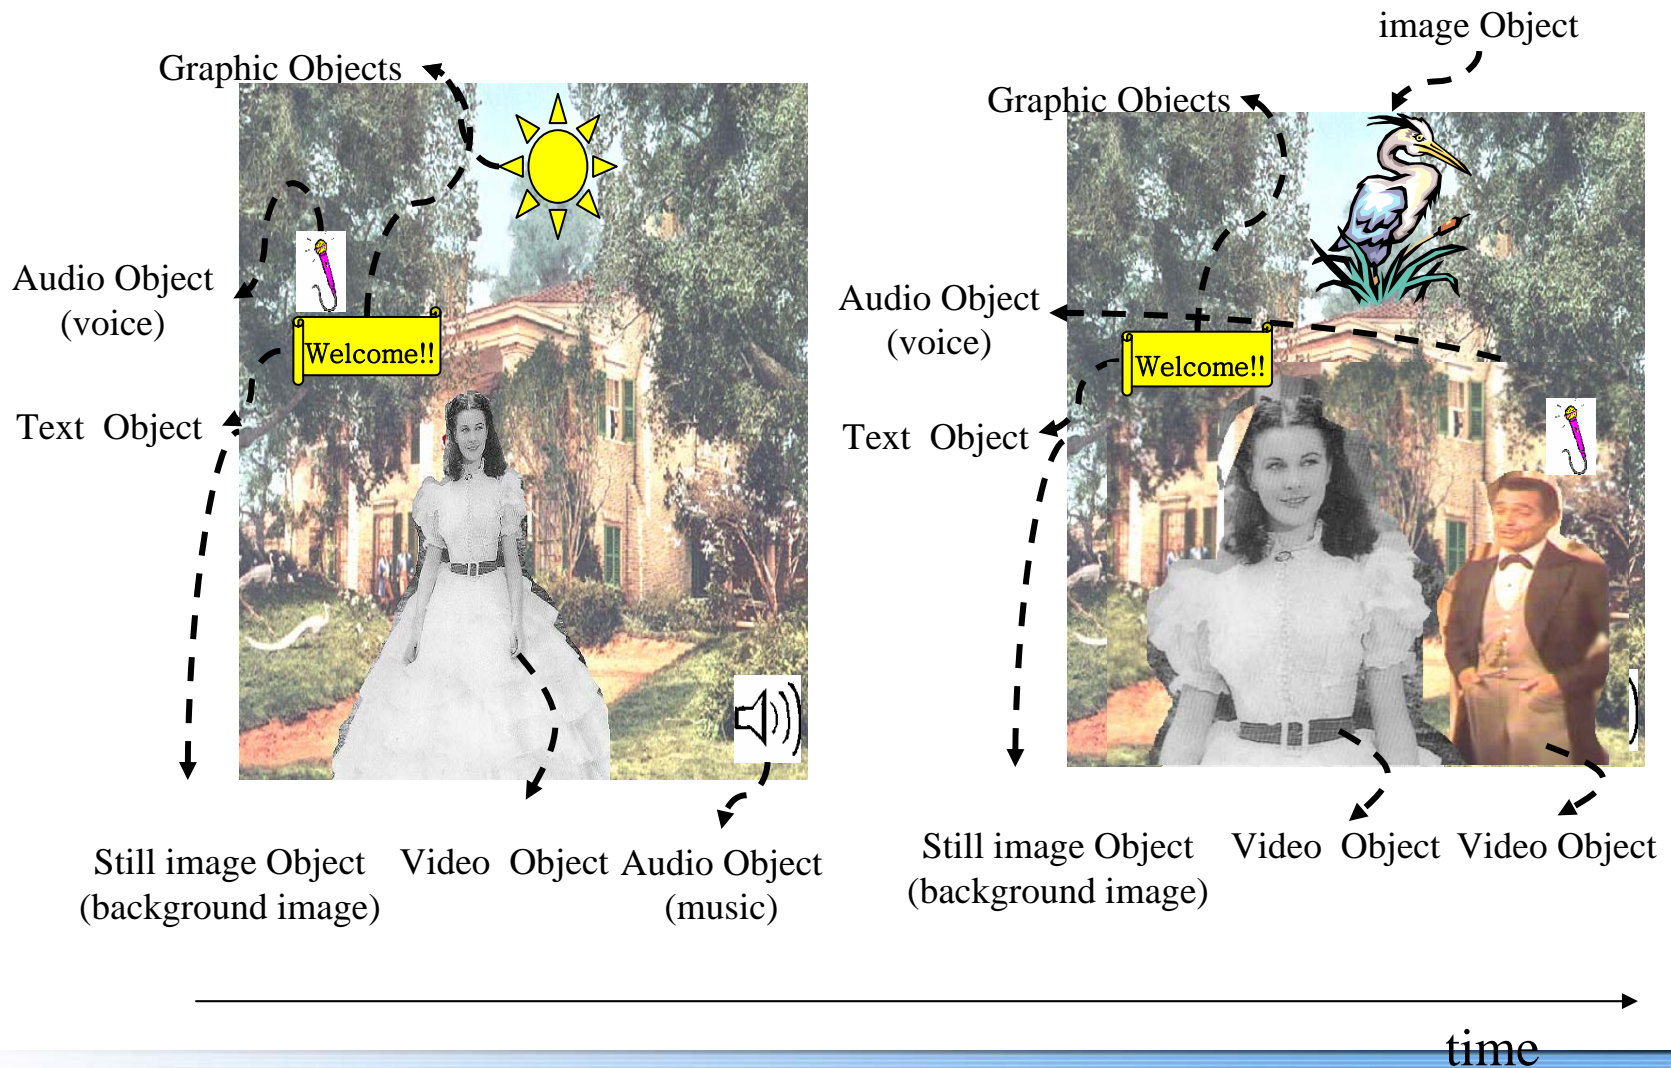 Graphic Objects
Audio Object
(voice)
Welcome!!
Text  Object
Still image Object
(background image)
Video  Object
Audio Object
(music)
image Object
Graphic Objects
Audio Object
(voice)
Welcome!!
Text  Object
Still image Object
(background image)
Video  Object
Video Object
time